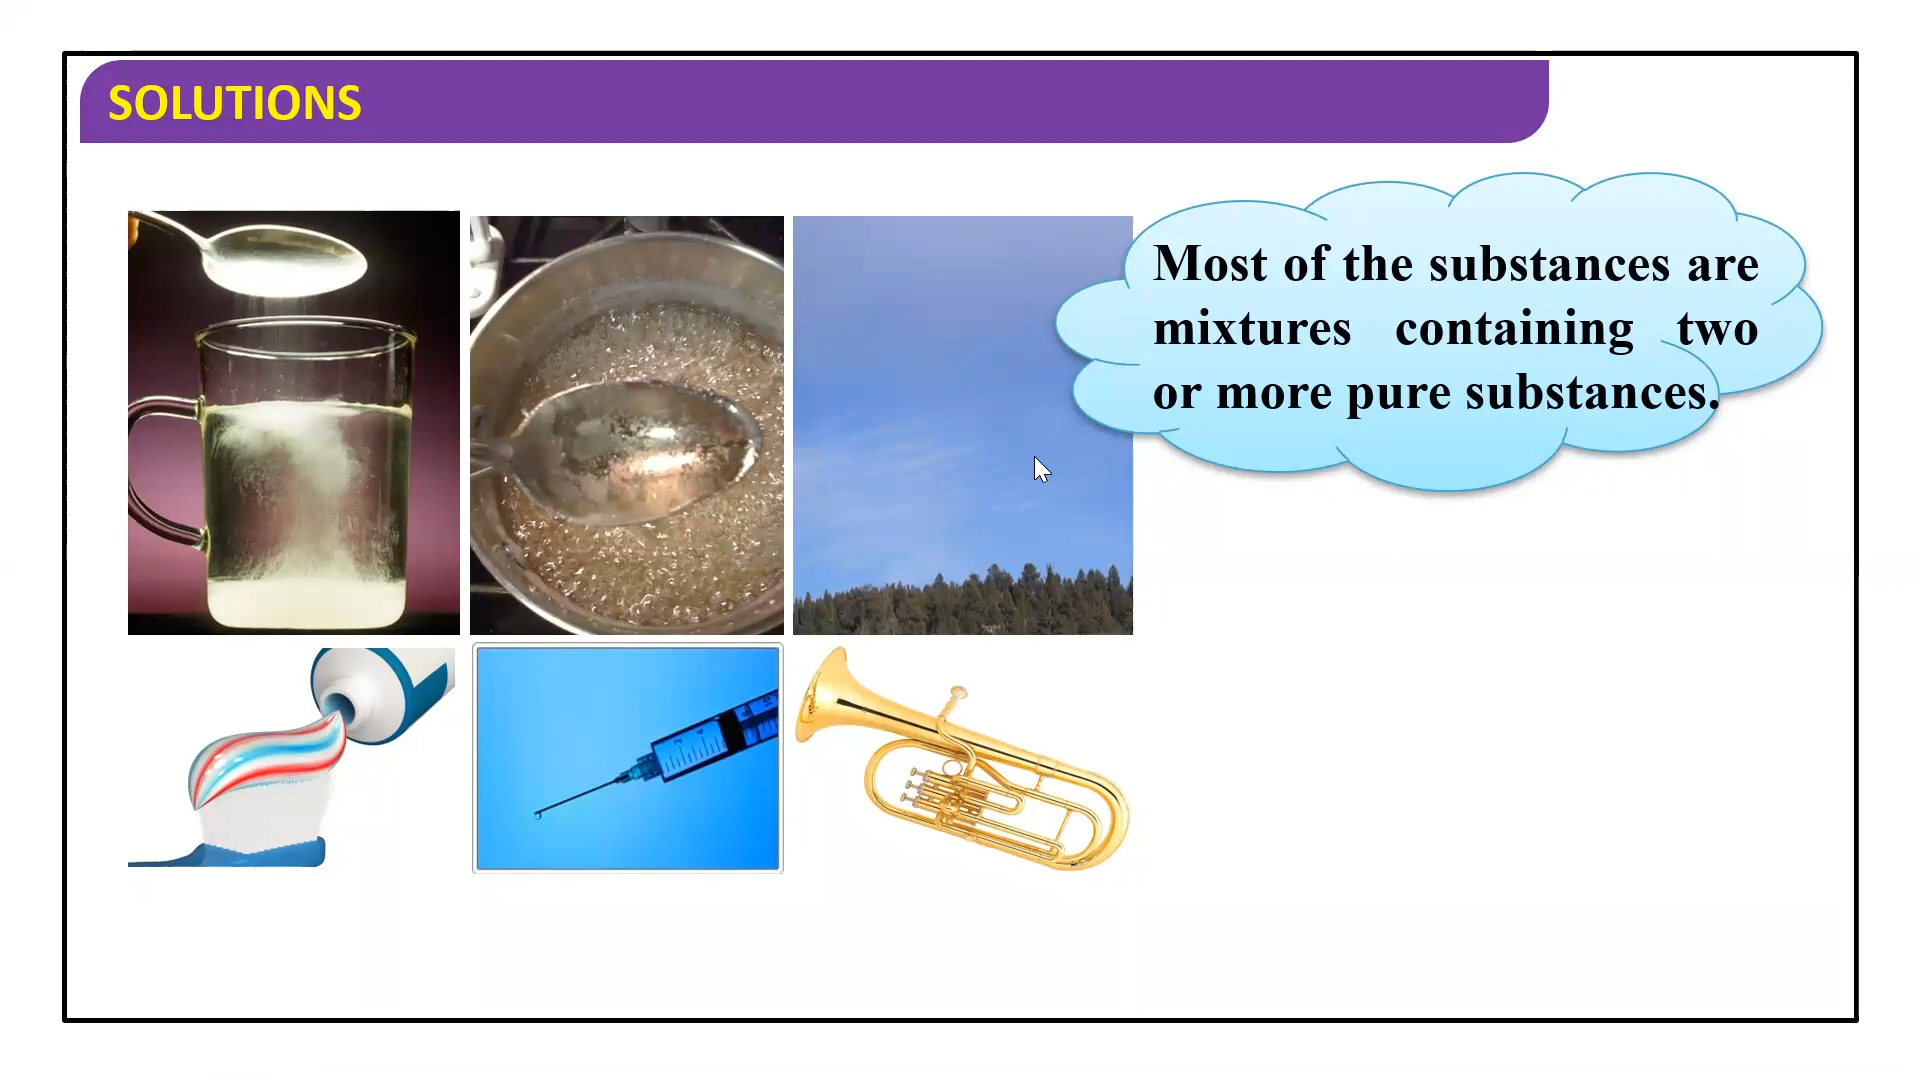 SOLUTIONS
Most of the substances are
mixtures containing two
or more pure substances.